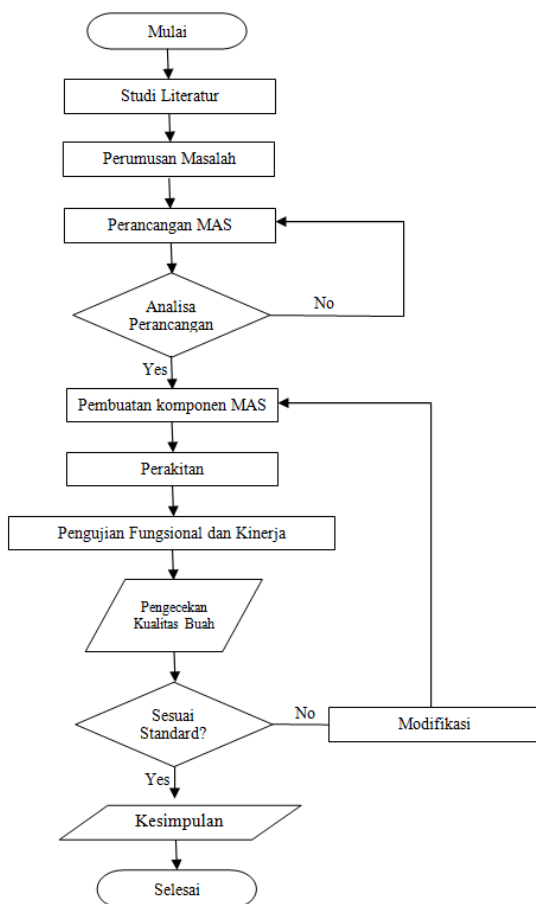 Mulai
Studi Literatur
Perumusan Masalah
Perancangan MAS
Analisa
Perancangan
No
Yes
Pembuatan komponen MAS
Perakitan
Pengujian Fungsional dan Kinerja
Pengecekan
Kualitas Buah
Sesuai
Standard?
No
Modifikasi
Yes
Kesimpulan
Selesai